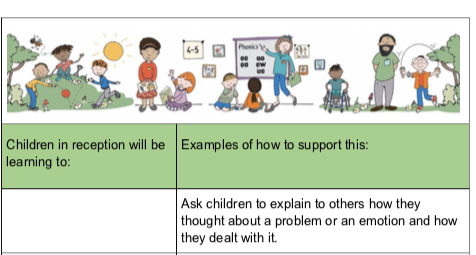 4-5
Phonics
ee oo
ea ow
ue
Children in reception will be
learning to:
Examples of how to support this:
Ask children to explain to others how they
thought about a problem or an emotion and how
they dealt with it.